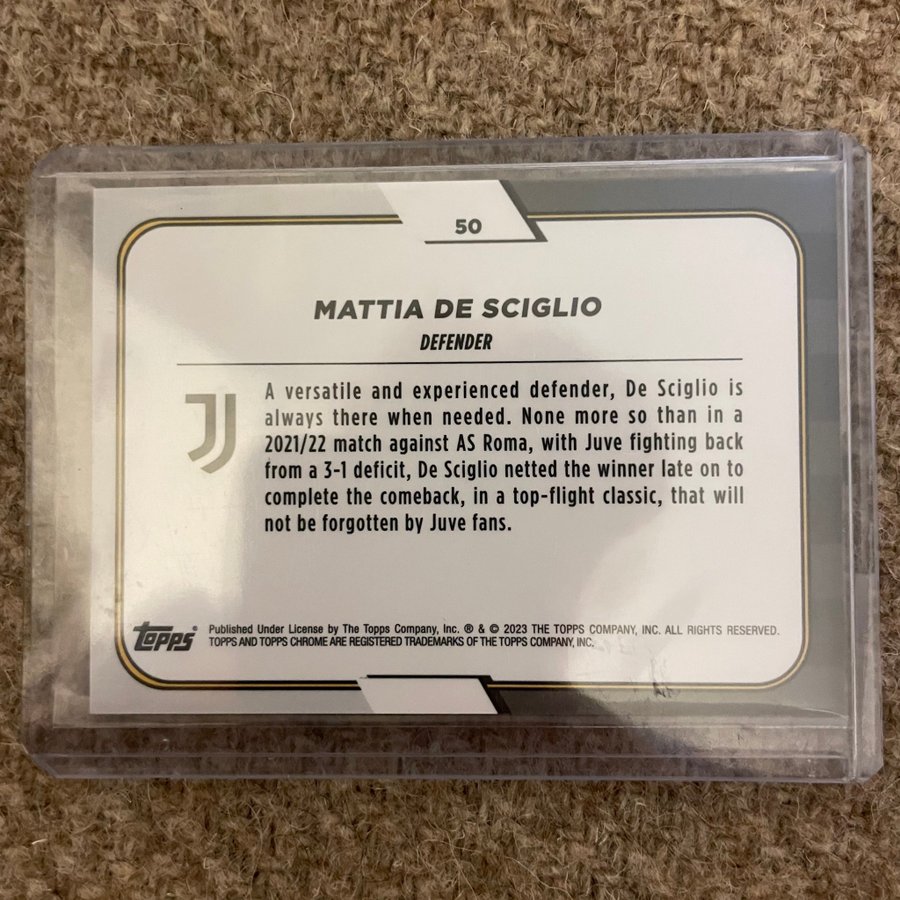 50
MATTIA DE SCIGLIO
DEFENDER
A versatile and experienced defender, De Sciglio is
always there when needed. None more so than in a
2021/22 match against AS Roma, with Juve fighting back
from a 3-1 deficit, De Sciglio netted the winner late on to
complete the comeback, in a top-flight classic, that will
not be forgotten by Juve fans.
Topps® Published Under License by The Topps Company, Inc. ® & © 2023 THE TOPPS COMPANY, INC. ALL RIGHTS RESERVED.
TOPPS AND TOPPS CHROME ARE REGISTERED TRADEMARKS OF THE TOPPS COMPANY, INC.